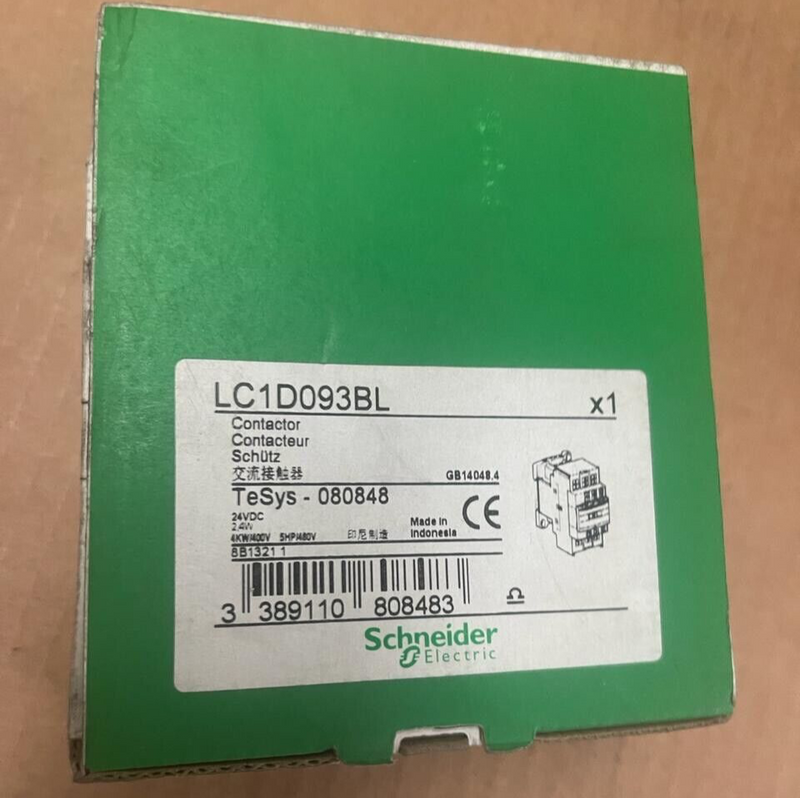 LC1D093BL x1
Contactor
Contacteur
Schütz
交流接触器 GB14048.4
TeSys - 080848
24VDC
2,4W
4KW/400V 5HP/480V 印尼制造 Made in
Indonesia
CE
8B1321 1
3 389110 808483
Schneider
Electric